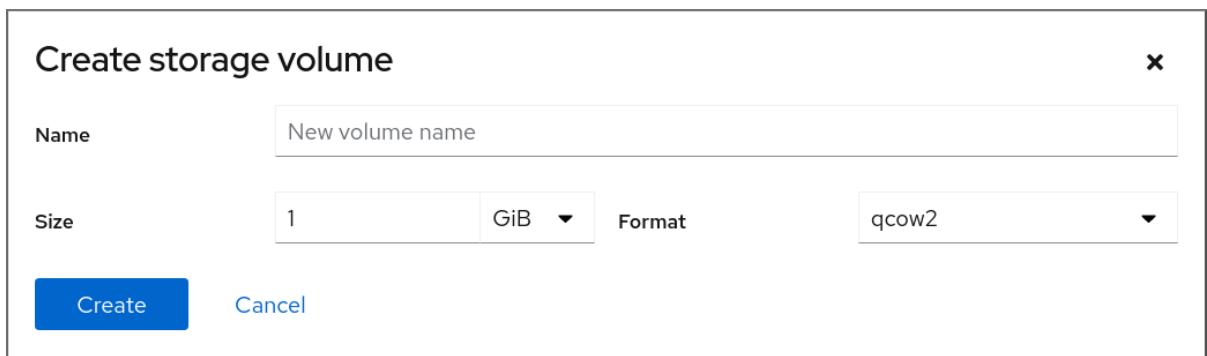 Create storage volume
Name New volume name
Size 1 GiB Format qcow2
Create Cancel